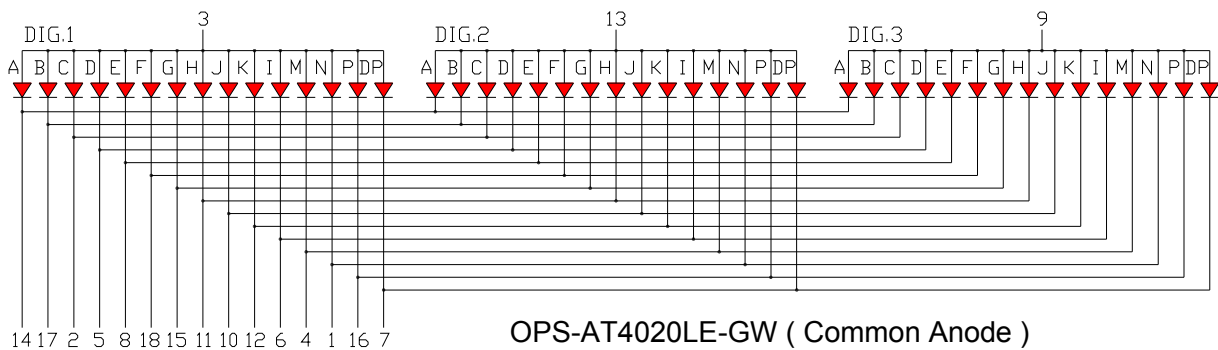 3 13 9
DIG.1 DIG.2 DIG.3
A B C D E F G H J K I M N P DP A B C D E F G H J K I M N P DP A B C D E F G H J K I M N P DP
14 17 2 5 8 18 15 11 10 12 6 4 1 16 7
OPS-AT4020LE-GW ( Common Anode )